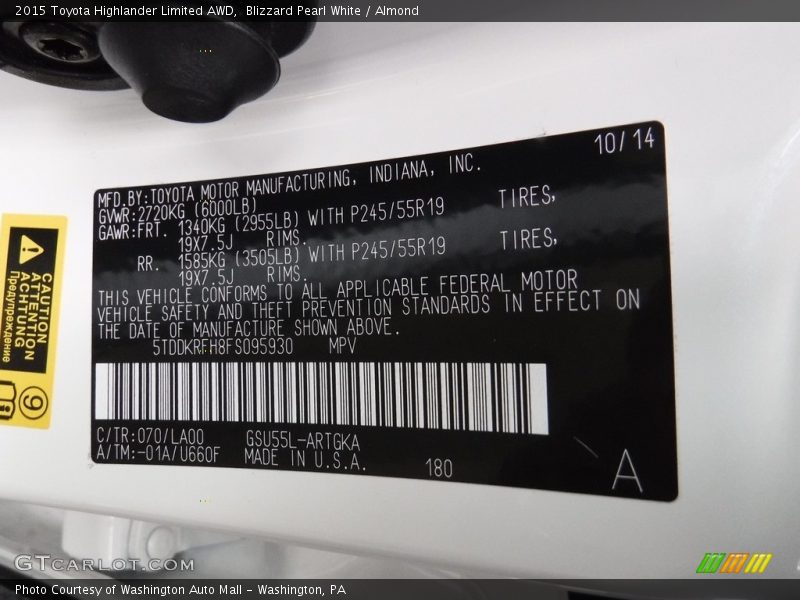 2015 Toyota Highlander Limited AWD,  Blizzard Pearl White / Almond
10/14
MFD.BY:TOYOTA MOTOR MANUFACTURING, INDIANA, INC.
GVWR:2720KG (6000LB)
GAWR:FRT. 1340KG (2955LB) WITH P245/55R19 TIRES,
19X7.5J RIMS.
RR. 1585KG (3505LB) WITH P245/55R19 TIRES,
19X7.5J RIMS.
THIS VEHICLE CONFORMS TO ALL APPLICABLE FEDERAL MOTOR
VEHICLE SAFETY AND THEFT PREVENTION STANDARDS IN EFFECT ON
THE DATE OF MANUFACTURE SHOWN ABOVE.
5TDDKRFH8FS095930 MPV
C/TR:070/LA00 GSU55L-ARTGKA
A/TM:-01A/U660F MADE IN U.S.A. 180 A
CAUTION
ATTENTION
ACHTUNG
Предупреждение
9
GTCarlot.com
Photo Courtesy of Washington Auto Mall - Washington, PA